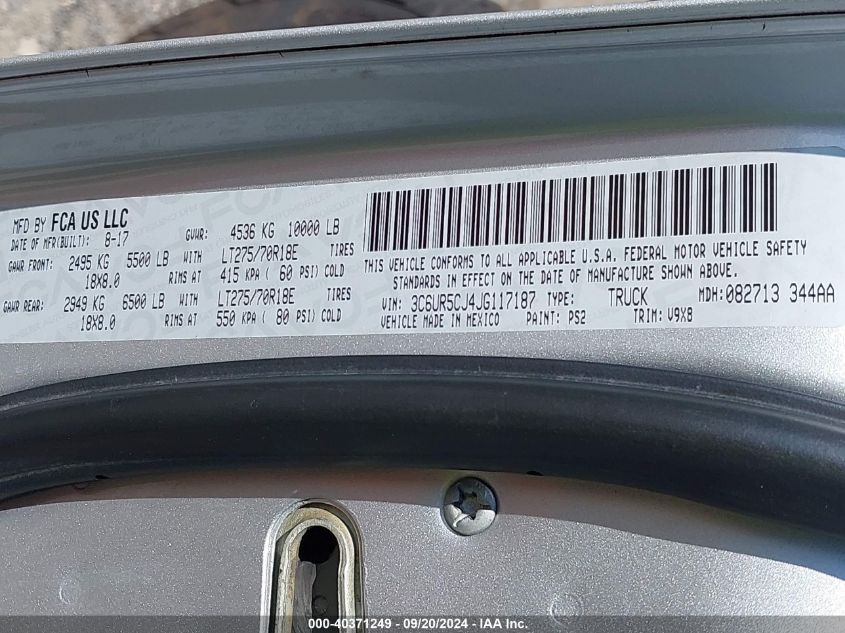 MFD BY FCA US LLC
DATE OF MFR(BUILT): 8-17 GVWR: 4536 KG 10000 LB
GAWR FRONT: 2495 KG 5500 LB WITH LT275/70R18E TIRES
18X8.0 RIMS AT 415 KPA ( 60 PSI) COLD
GAWR REAR: 2949 KG 6500 LB WITH LT275/70R18E TIRES
18X8.0 RIMS AT 550 KPA ( 80 PSI) COLD
THIS VEHICLE CONFORMS TO ALL APPLICABLE U.S.A. FEDERAL MOTOR VEHICLE SAFETY
STANDARDS IN EFFECT ON THE DATE OF MANUFACTURE SHOWN ABOVE.
VIN: 3C6UR5CJ4JG117187 TYPE: TRUCK MDH: 082713 344AA
VEHICLE MADE IN MEXICO PAINT: PS2 TRIM: V9X8
000-40371249 - 09/20/2024 - IAA Inc.